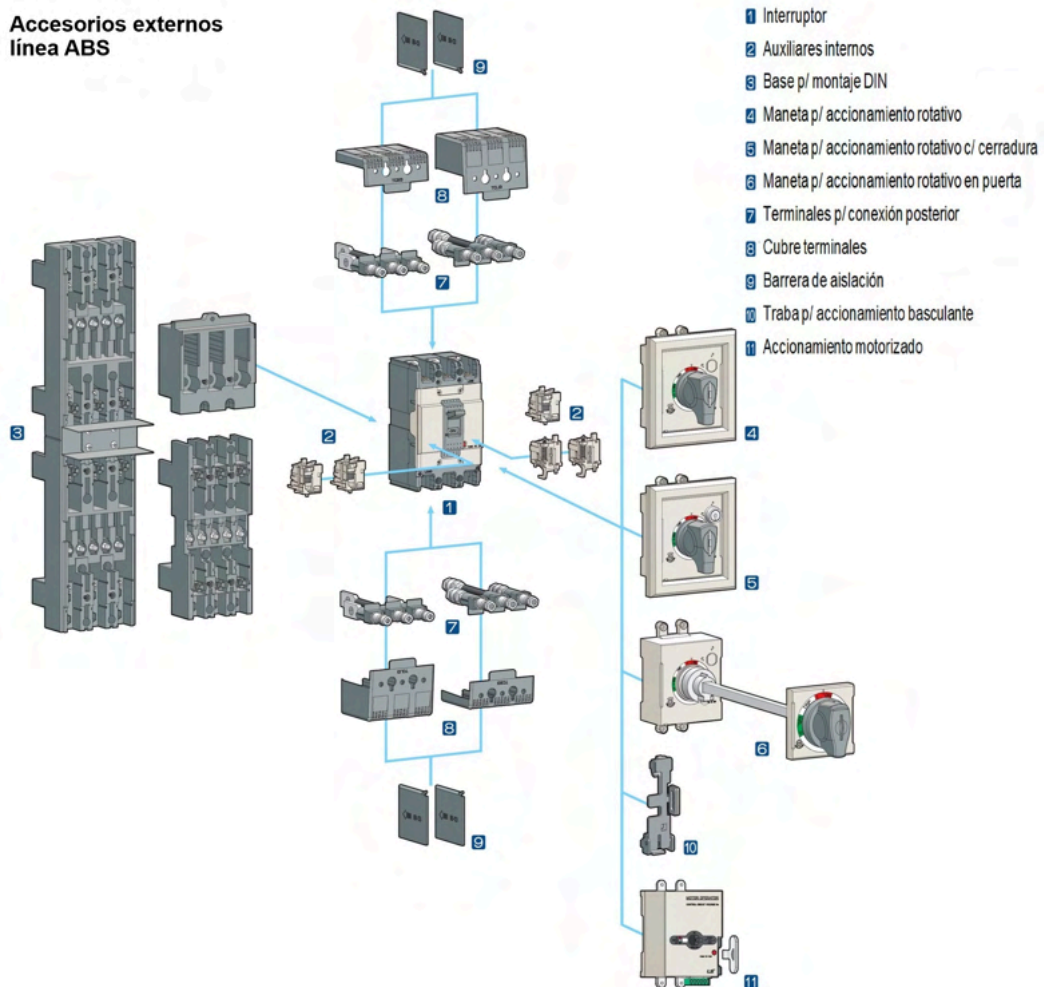 Accesorios externos
línea ABS
1 Interruptor
2 Auxiliares internos
3 Base p/ montaje DIN
4 Maneta p/ accionamiento rotativo
5 Maneta p/ accionamiento rotativo c/ cerradura
6 Maneta p/ accionamiento rotativo en puerta
7 Terminales p/ conexión posterior
8 Cubre terminales
9 Barrera de aislación
10 Traba p/ accionamiento basculante
11 Accionamiento motorizado
9
8
7
3
2
2
4
1
5
7
6
8
9
10
11